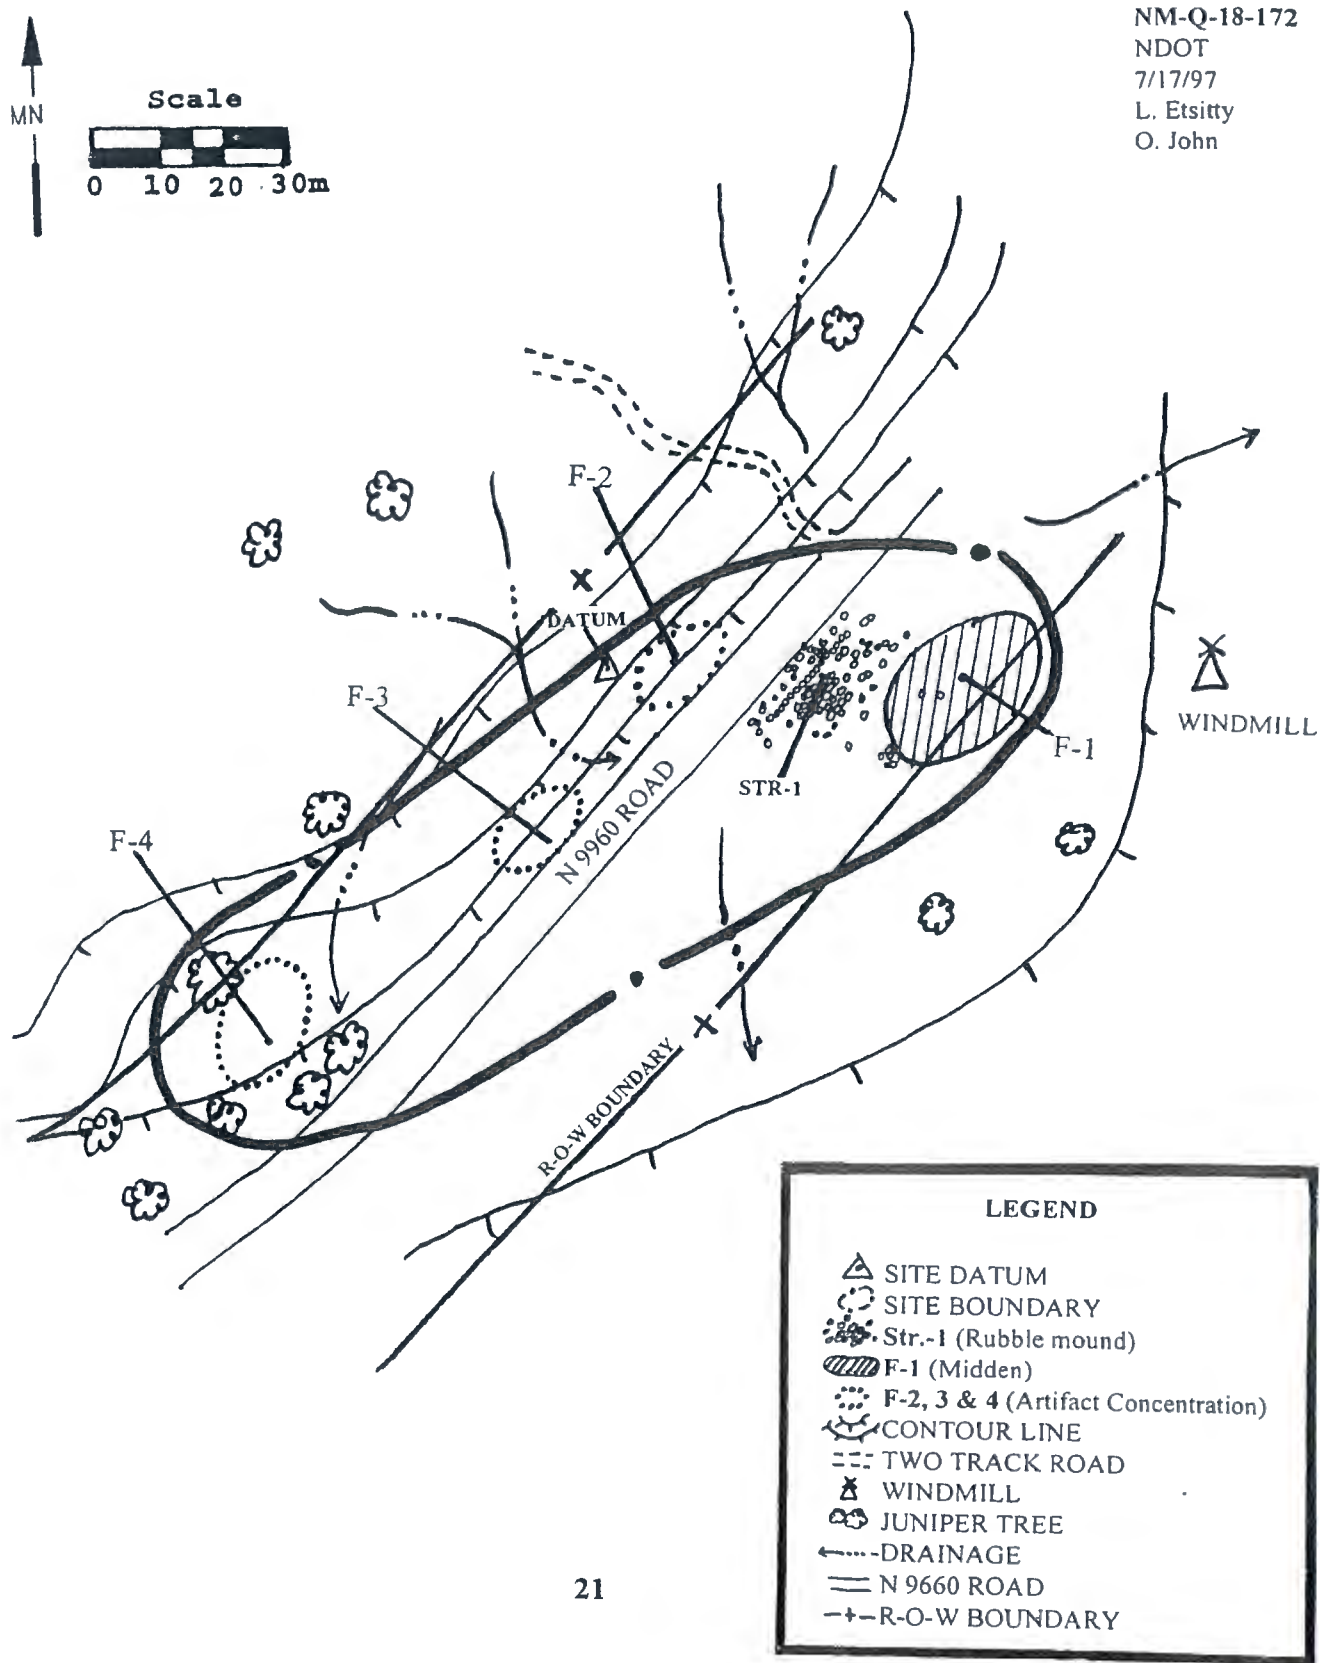 NM-Q-18-172
NDOT
7/17/97
L. Etsitty
O. John
MN
Scale
0 10 20 30m
F-2
DATUM
F-3
F-1
WINDMILL
STR-1
N 9960 ROAD
F-4
R-O-W BOUNDARY
LEGEND
SITE DATUM
SITE BOUNDARY
Str.-1 (Rubble mound)
F-1 (Midden)
F-2, 3 & 4 (Artifact Concentration)
CONTOUR LINE
TWO TRACK ROAD
WINDMILL
JUNIPER TREE
DRAINAGE
N 9660 ROAD
R-O-W BOUNDARY
21